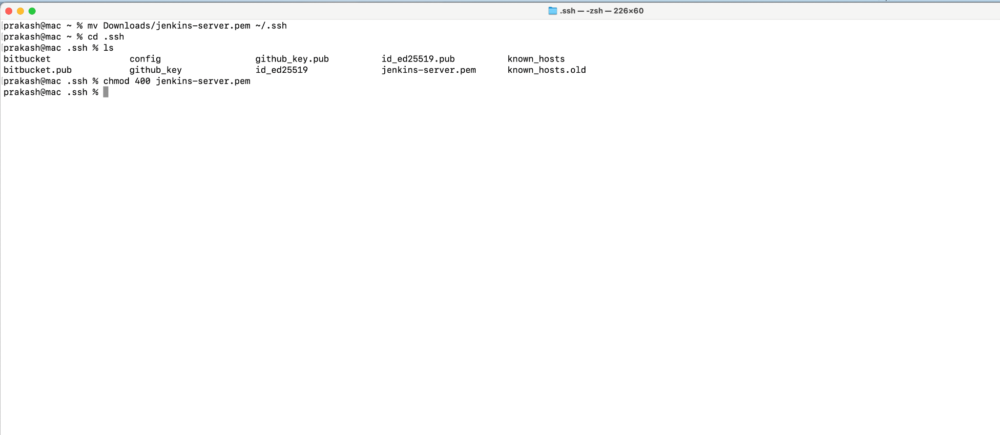 .ssh — -zsh — 226×60
prakash@mac ~ % mv Downloads/jenkins-server.pem ~/.ssh
prakash@mac ~ % cd .ssh
prakash@mac .ssh % ls
bitbucket config github_key.pub id_ed25519.pub known_hosts
bitbucket.pub github_key id_ed25519 jenkins-server.pem known_hosts.old
prakash@mac .ssh % chmod 400 jenkins-server.pem
prakash@mac .ssh %